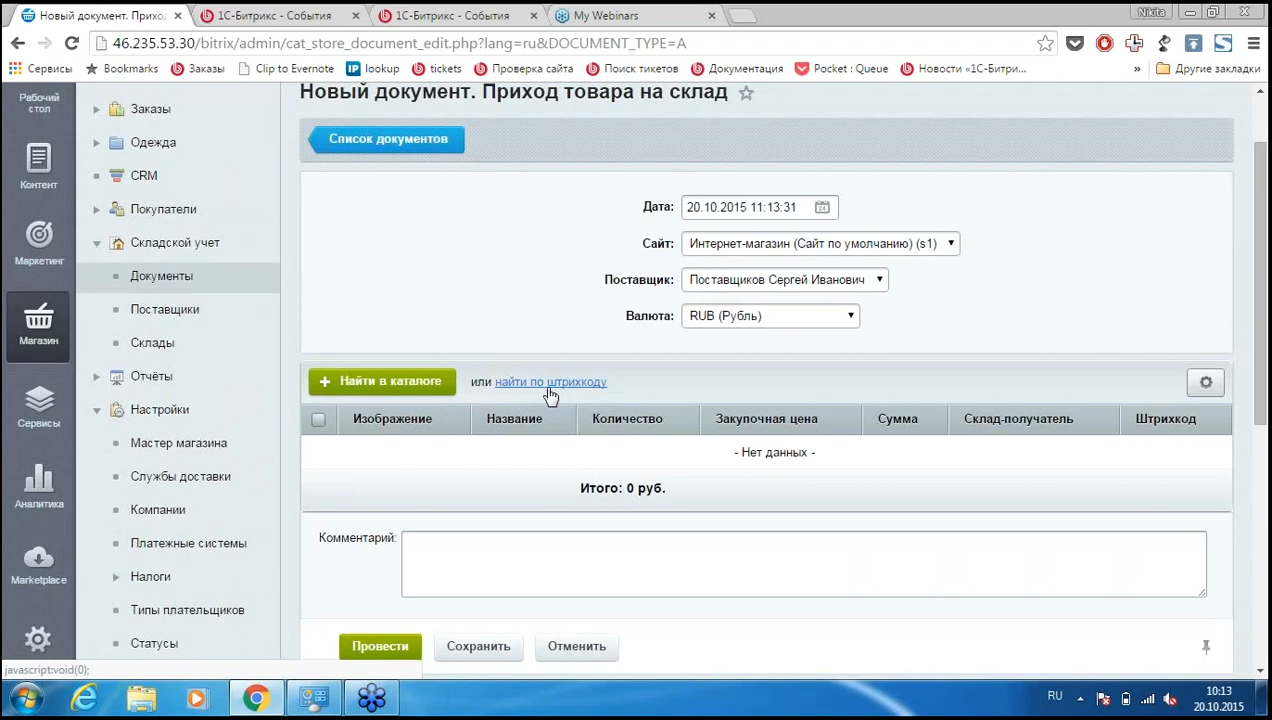 Новый документ. Прихо,
1С-Битрикс - События
1С-Битрикс - События
My Webinars
Nikita
46.235.53.30/bitrix/admin/cat_store_document_edit.php?lang=ru&DOCUMENT_TYPE=A
Сервисы
Bookmarks
Заказы
Clip to Evernote
IP lookup
tickets
Проверка сайта
Поиск тикетов
Документация
Pocket : Queue
Новости «1С-Битри...
»
Другие закладки
Рабочий
стол
Контент
Маркетинг
Магазин
Сервисы
Аналитика
Marketplace
Заказы
Одежда
CRM
Покупатели
Складской учет
Документы
Поставщики
Склады
Отчёты
Настройки
Мастер магазина
Службы доставки
Компании
Платежные системы
Налоги
Типы плательщиков
Статусы
Новый документ. Приход товара на склад
Список документов
Дата: 20.10.2015 11:13:31
Сайт: Интернет-магазин (Сайт по умолчанию) (s1)
Поставщик: Поставщиков Сергей Иванович
Валюта: RUB (Рубль)
+ Найти в каталоге или найти по штрихкоду
Изображение Название Количество Закупочная цена Сумма Склад-получатель Штрихкод
- Нет данных -
Итого: 0 руб.
Комментарий:
Провести Сохранить Отменить
javascript:void(0);
RU
10:13
20.10.2015